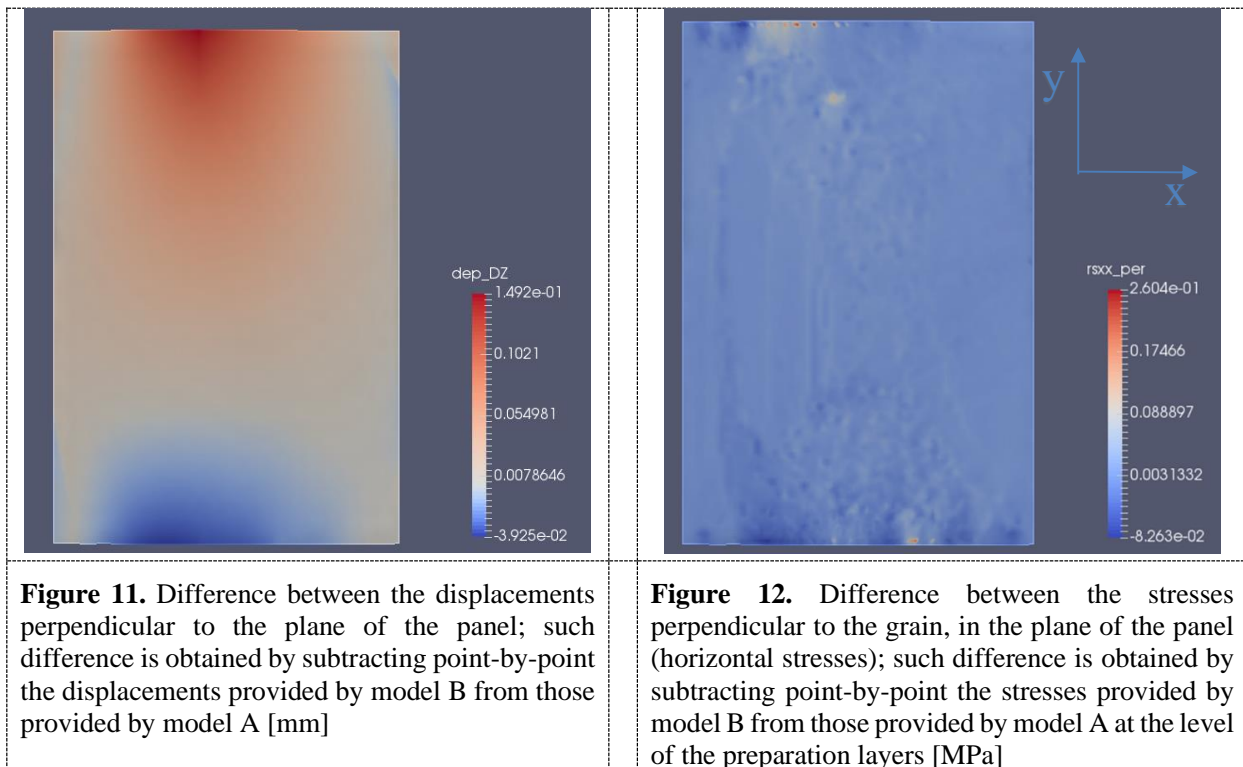 dep_DZ
1.492e-01
0.1021
0.054981
0.0078646
-3.925e-02
y
x
rsxx_per
2.604e-01
0.17466
0.088897
0.0031332
-8.263e-02
Figure 11. Difference between the displacements
perpendicular to the plane of the panel; such
difference is obtained by subtracting point-by-point
the displacements provided by model B from those
provided by model A [mm]
Figure 12. Difference between the stresses
perpendicular to the grain, in the plane of the panel
(horizontal stresses); such difference is obtained by
subtracting point-by-point the stresses provided by
model B from those provided by model A at the level
of the preparation layers [MPa]